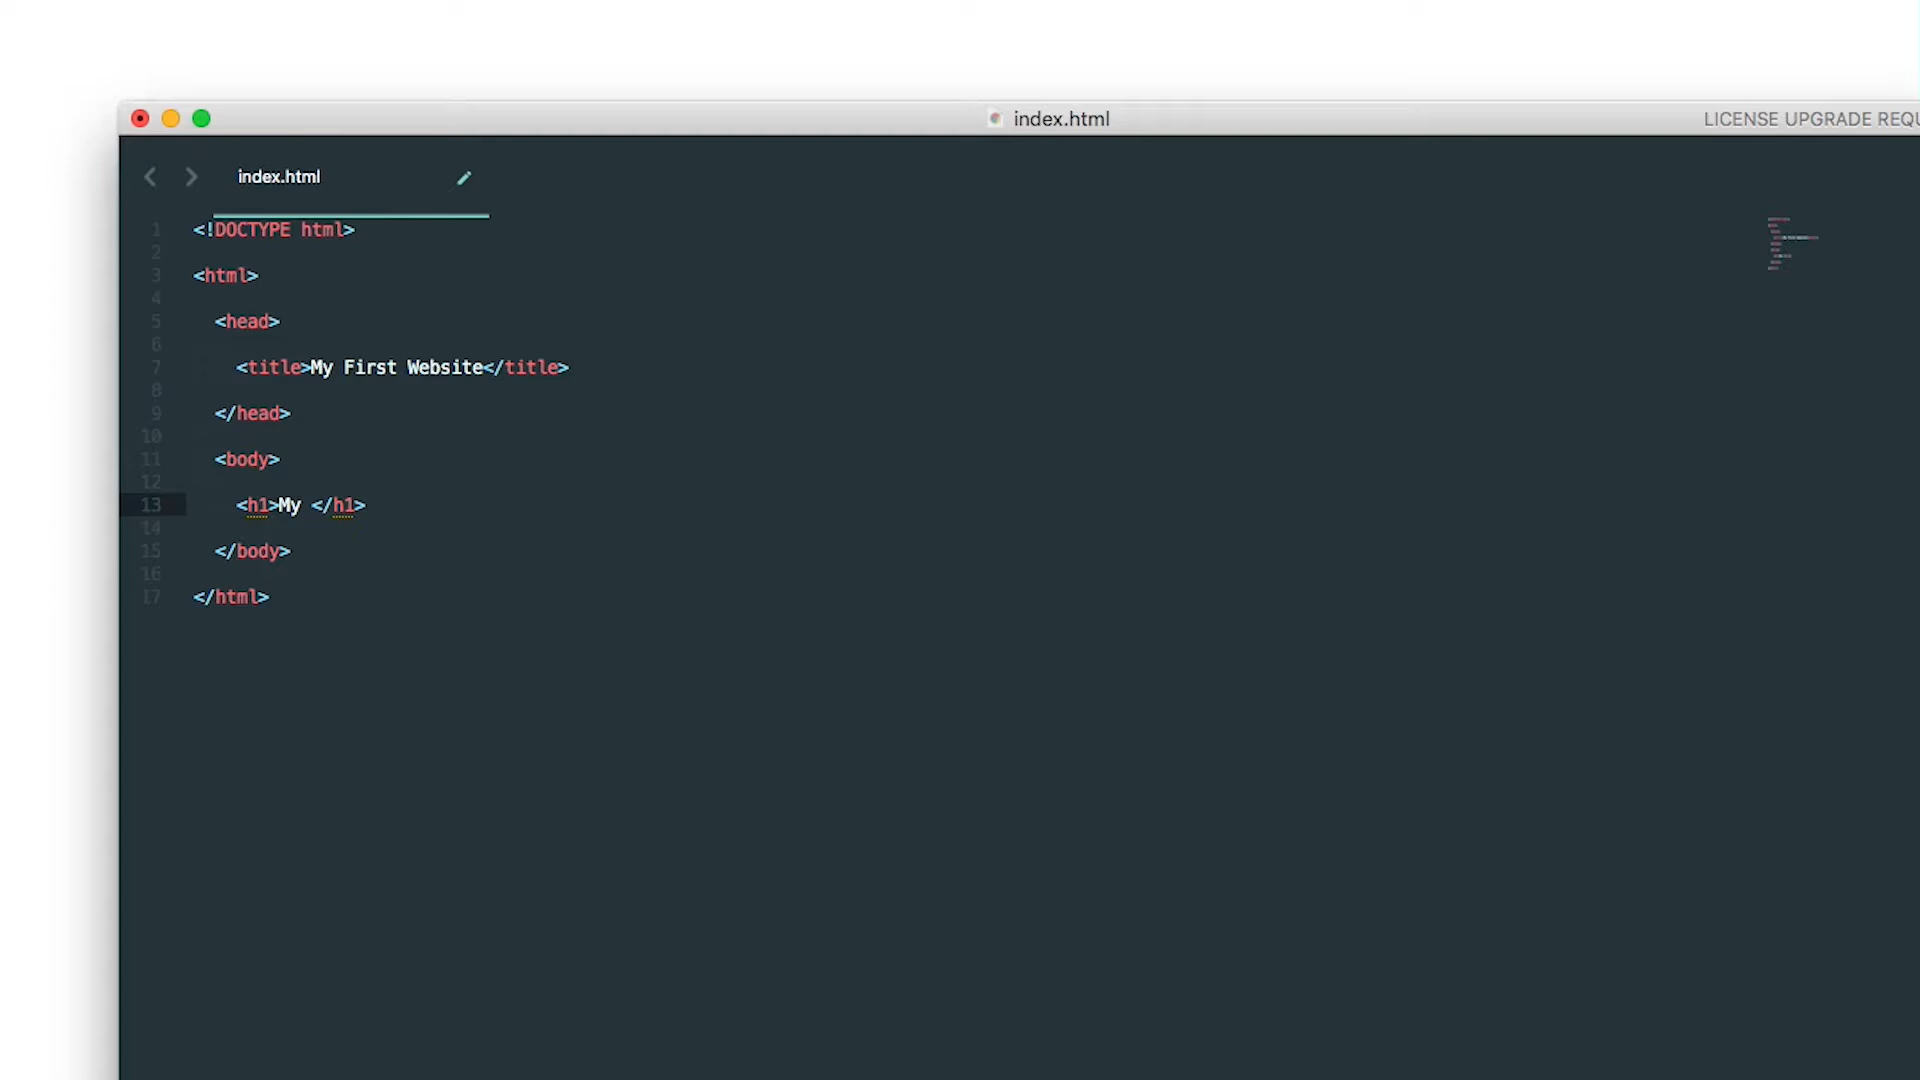 index.html
LICENSE UPGRADE REQU
index.html
1 <!DOCTYPE html>
2
3 <html>
4
5 <head>
6
7 <title>My First Website</title>
8
9 </head>
10
11 <body>
12
13 <h1>My </h1>
14
15 </body>
16
17 </html>